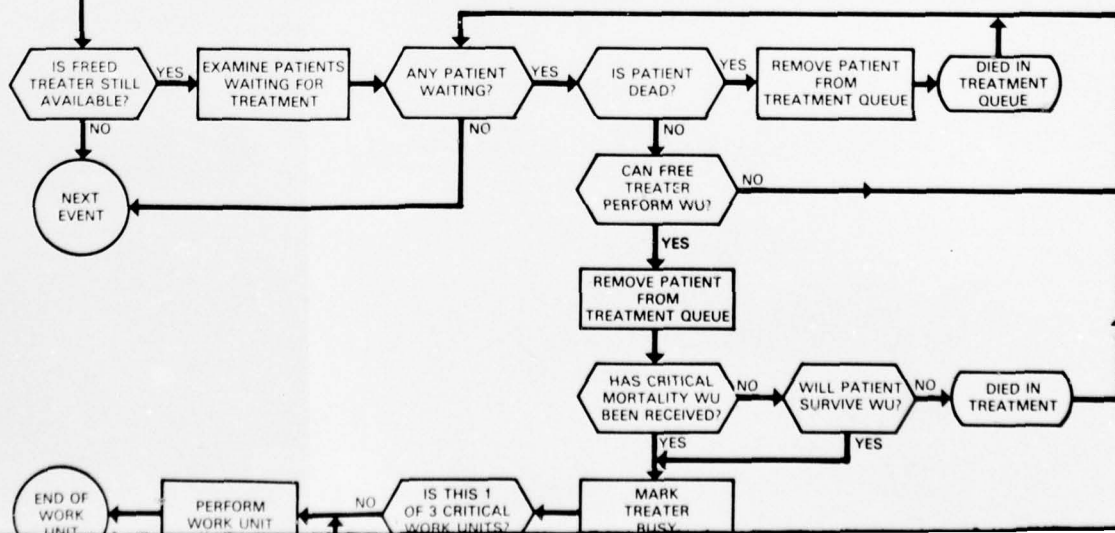 IS FREED
TREATER STILL
AVAILABLE?
YES
EXAMINE PATIENTS
WAITING FOR
TREATMENT
ANY PATIENT
WAITING?
YES
IS PATIENT
DEAD?
YES
REMOVE PATIENT
FROM
TREATMENT QUEUE
DIED IN
TREATMENT
QUEUE
NO
NO
NO
NEXT
EVENT
CAN FREE
TREATER
PERFORM WU?
NO
YES
REMOVE PATIENT
FROM
TREATMENT QUEUE
HAS CRITICAL
MORTALITY WU
BEEN RECEIVED?
NO
WILL PATIENT
SURVIVE WU?
NO
DIED IN
TREATMENT
YES
YES
END OF
WORK
UNIT
PERFORM
WORK UNIT
NO
IS THIS 1
OF 3 CRITICAL
WORK UNITS?
MARK
TREATER
BUSY